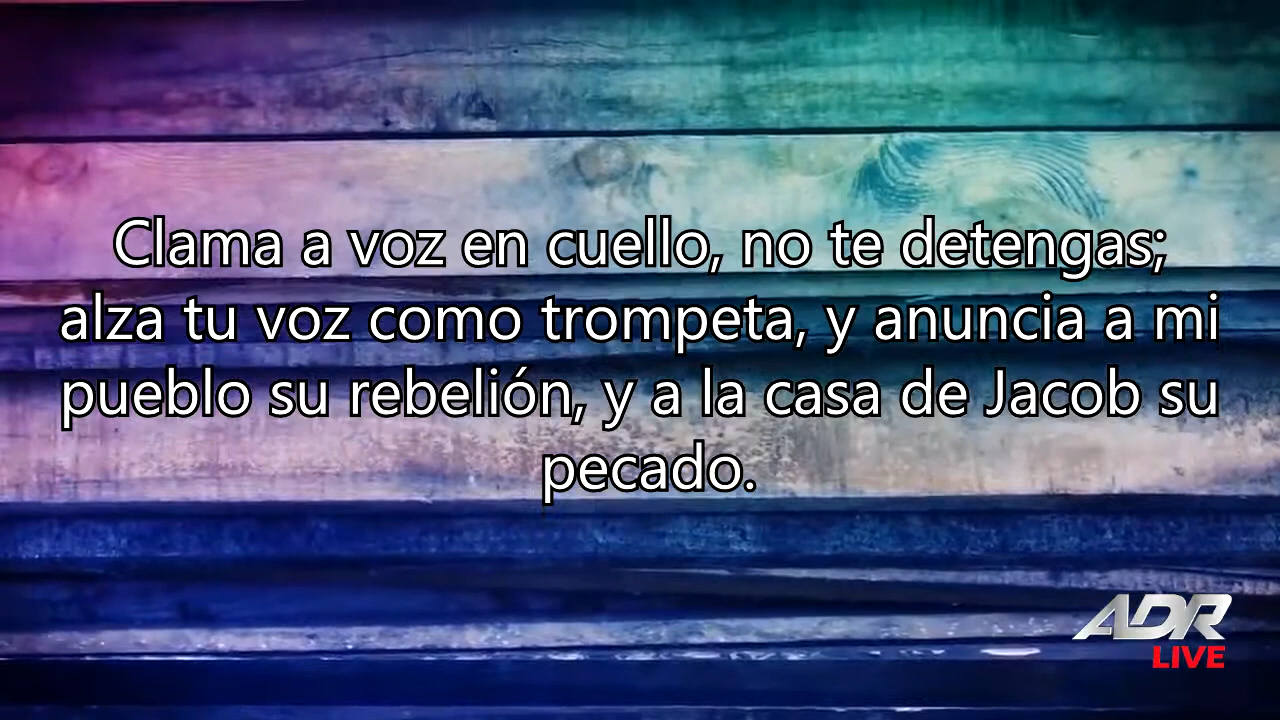 Clama a voz en cuello, no te detengas;
alza tu voz como trompeta, y anuncia a mi
pueblo su rebelión, y a la casa de Jacob su
pecado.
ADR
LIVE